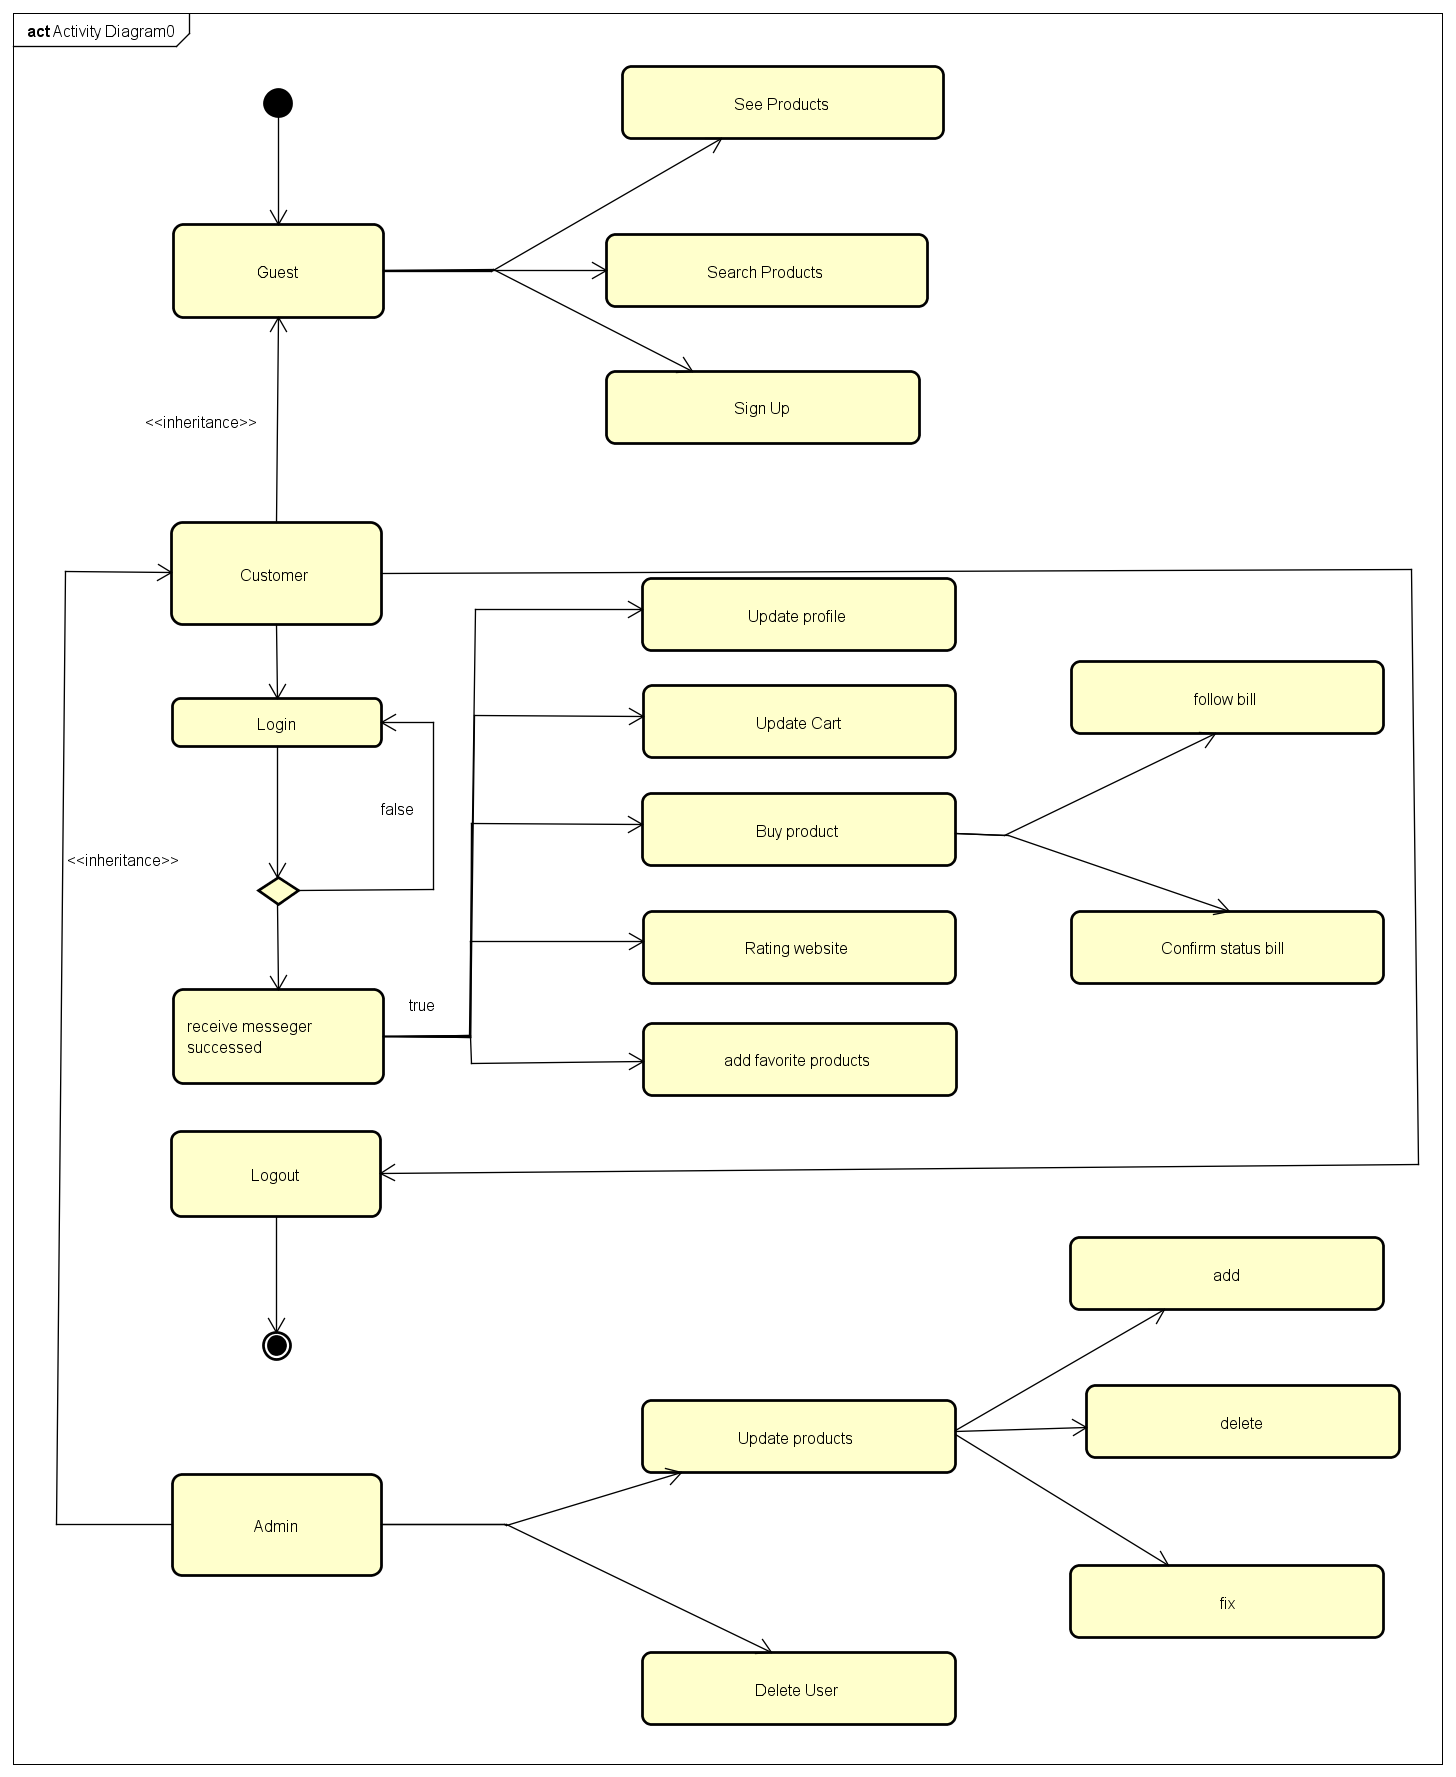 act Activity Diagram0
See Products
Guest
Search Products
Sign Up
<<inheritance>>
Customer
Update profile
follow bill
Login
Update Cart
false
Buy product
<<inheritance>>
Rating website
Confirm status bill
true
receive messeger
successed
add favorite products
Logout
add
delete
Update products
Admin
fix
Delete User